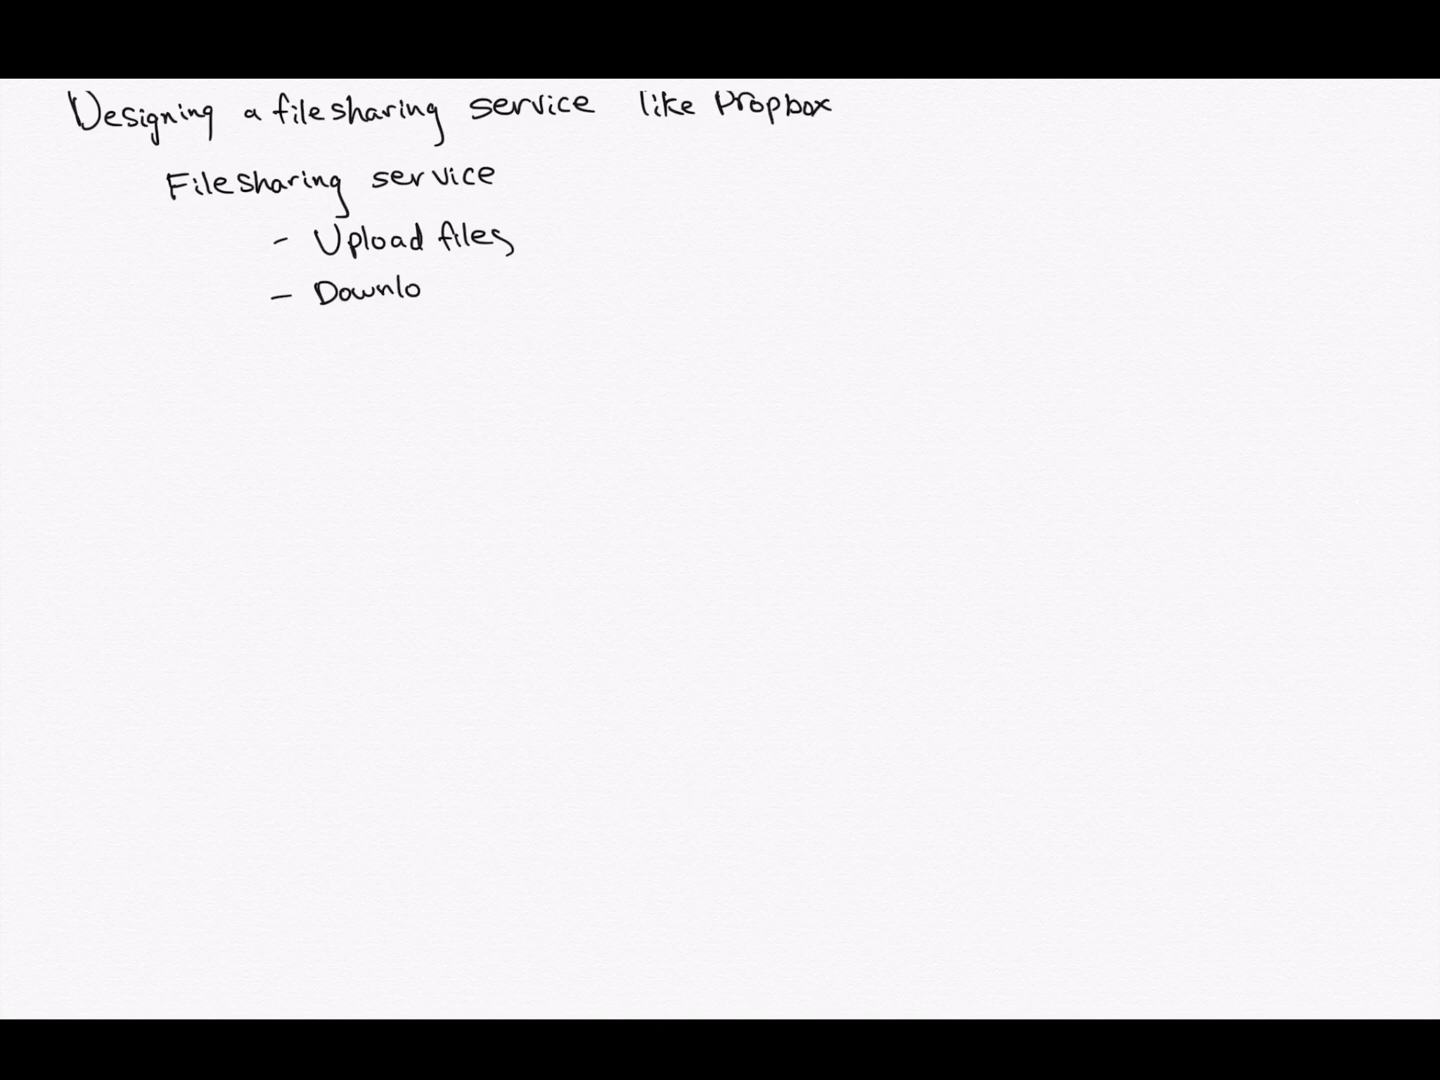 Designing a filesharing service like Dropbox
Filesharing service
- Upload files
- Downlo